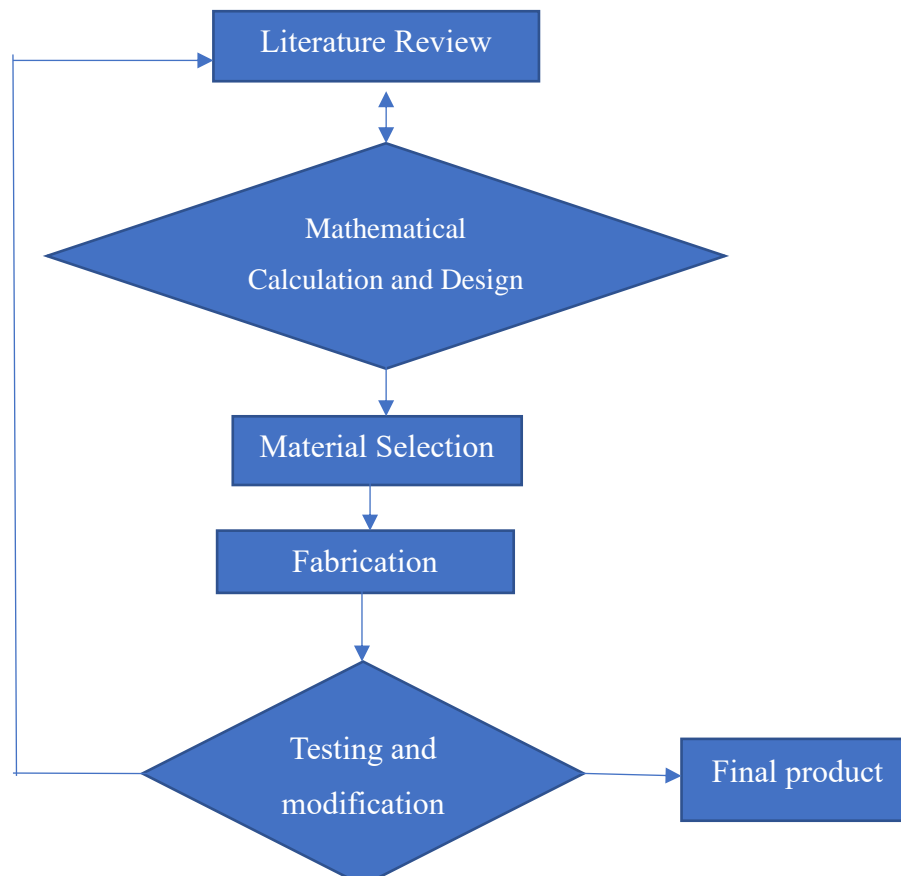 Literature Review
Mathematical
Calculation and Design
Material Selection
Fabrication
Testing and
modification
Final product